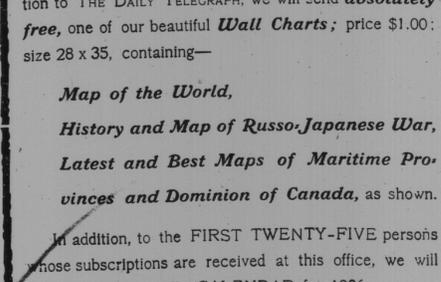 tion to THE DAILY TELEGRAPH, we will send absolutely
free, one of our beautiful Wall Charts; price $1.00:
size 28 x 35, containing—
Map of the World,
History and Map of Russo-Japanese War,
Latest and Best Maps of Maritime Pro-
vinces and Dominion of Canada, as shown.
In addition, to the FIRST TWENTY-FIVE persons
whose subscriptions are received at this office, we will